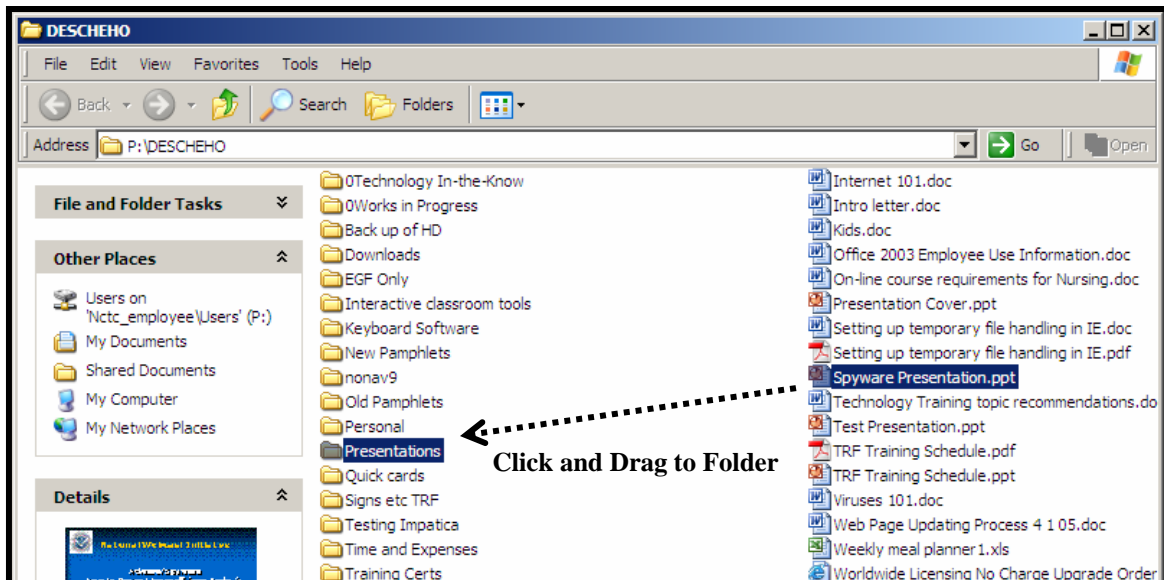 DESCHEHO
File Edit View Favorites Tools Help
Back Search Folders
Address P:\DESCHEHO Go Open
File and Folder Tasks
Other Places
Users on
'Nctc_employee\Users' (P:)
My Documents
Shared Documents
My Computer
My Network Places
Details
0Technology In-the-Know
0Works in Progress
Back up of HD
Downloads
EGF Only
Interactive classroom tools
Keyboard Software
New Pamphlets
nonav9
Old Pamphlets
Personal
Presentations
Quick cards
Signs etc TRF
Testing Impatica
Time and Expenses
Training Certs
Click and Drag to Folder
Internet 101.doc
Intro letter.doc
Kids.doc
Office 2003 Employee Use Information.doc
On-line course requirements for Nursing.doc
Presentation Cover.ppt
Setting up temporary file handling in IE.doc
Setting up temporary file handling in IE.pdf
Spyware Presentation.ppt
Technology Training topic recommendations.do
Test Presentation.ppt
TRF Training Schedule.pdf
TRF Training Schedule.ppt
Viruses 101.doc
Web Page Updating Process 4 1 05.doc
Weekly meal planner1.xls
Worldwide Licensing No Charge Upgrade Order